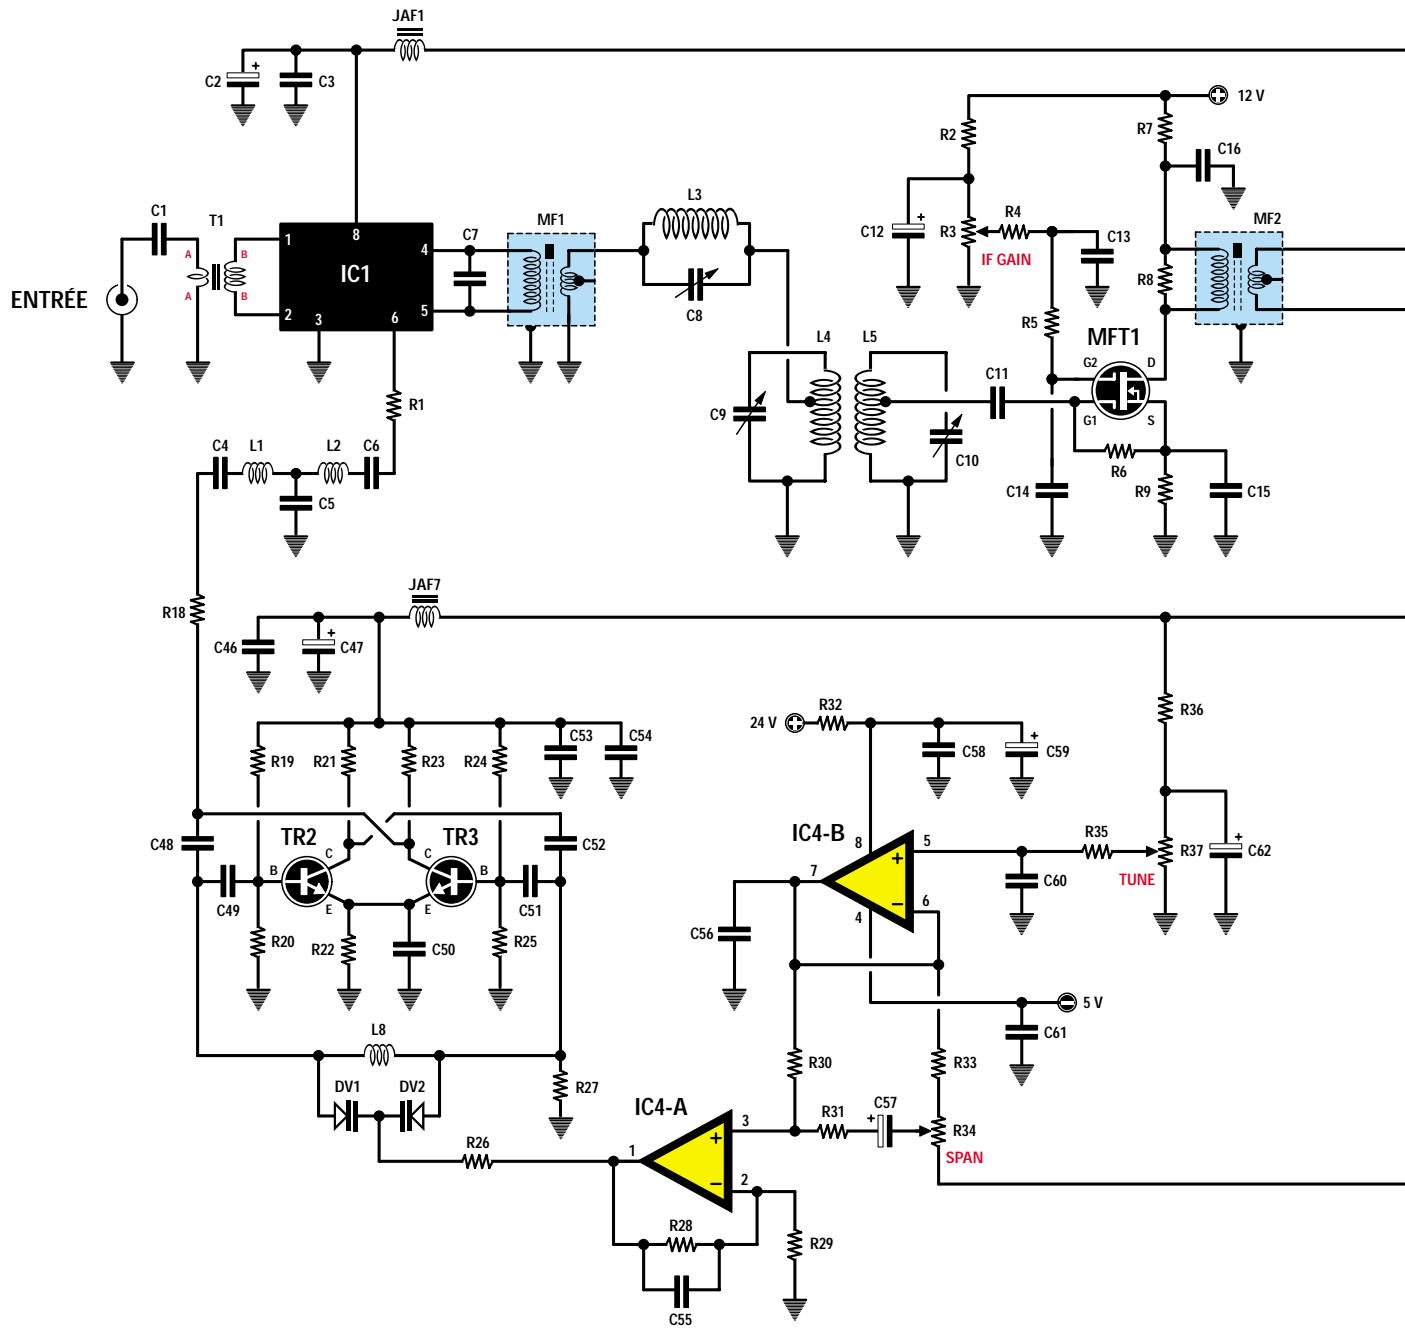 JAF1
C2
+
C3
12 V
R2
R7
C16
C1
T1
A
B
A
B
1
2
8
IC1
3
6
4
5
C7
MF1
L3
C8
C12
+
R3
R4
IF GAIN
C13
R8
MF2
ENTRÉE
R5
MFT1
G2
D
G1
S
L4
L5
C11
C9
C10
R1
R6
R9
C15
C14
C4
L1
L2
C6
C5
JAF7
R18
C46
+
C47
R36
24 V
R32
C58
+
C59
R19
R21
R23
R24
C53
C54
C48
TR2
TR3
C52
B
C
E
C
B
E
C49
C51
IC4-B
8
+
5
7
−
6
4
R35
R37
TUNE
+
C62
C60
R20
R22
C50
R25
C56
5 V
C61
L8
DV1
DV2
R27
R30
R33
IC4-A
R31
C57
+
R34
SPAN
R26
1
+
3
−
2
R28
R29
C55